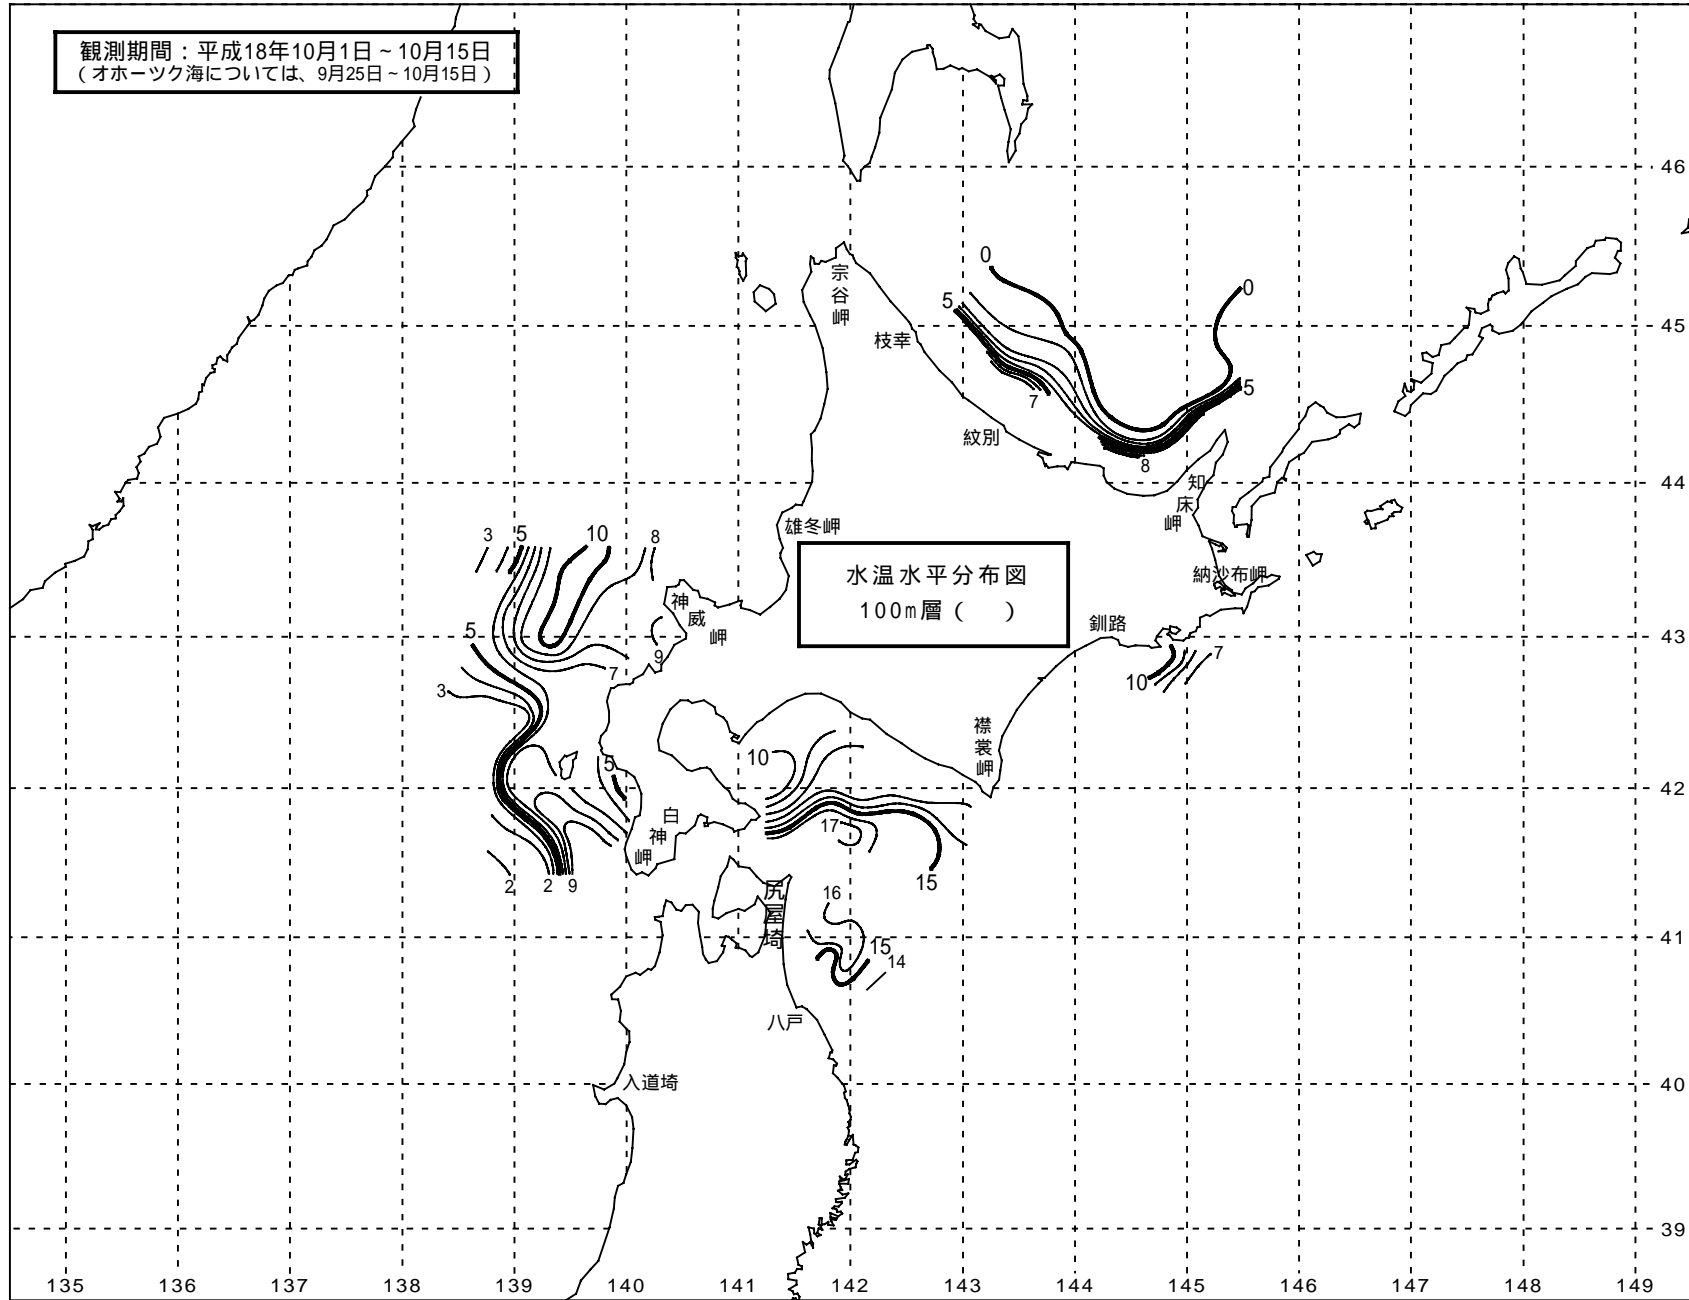 観測期間：平成18年10月1日～10月15日
（オホーツク海については、9月25日～10月15日）
46
0
宗谷岬
0
5
45
枝幸
5
7
紋別
8
44
知床岬
3
5
10
8
雄冬岬
水温水平分布図
100m層（　）
納沙布岬
神威岬
釧路
5
43
9
7
7
3
10
襟裳岬
10
5
42
白神岬
17
2
2
9
15
尻屋埼
16
41
15
14
八戸
入道埼
40
39
135
136
137
138
139
140
141
142
143
144
145
146
147
148
149